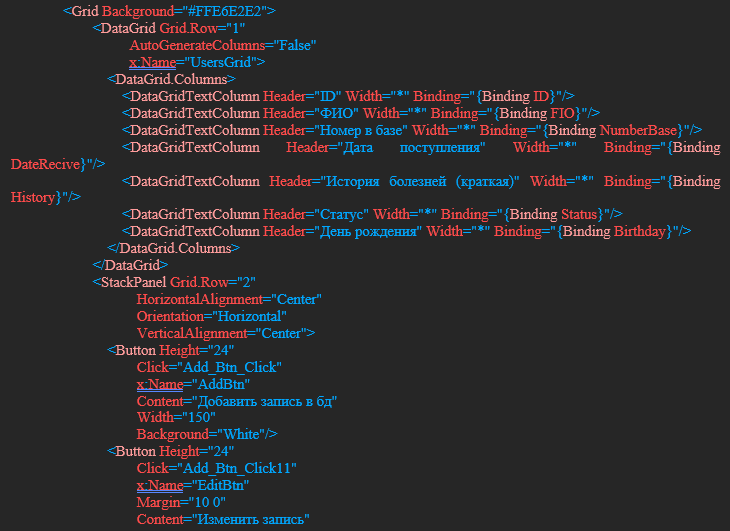 <Grid Background="#FFE6E2E2">
<DataGrid Grid.Row="1"
AutoGenerateColumns="False"
x:Name="UsersGrid">
<DataGrid.Columns>
<DataGridTextColumn Header="ID" Width="*" Binding="{Binding ID}"/>
<DataGridTextColumn Header="ФИО" Width="*" Binding="{Binding FIO}"/>
<DataGridTextColumn Header="Номер в базе" Width="*" Binding="{Binding NumberBase}"/>
<DataGridTextColumn Header="Дата поступления" Width="*" Binding="{Binding
DateRecive}"/>
<DataGridTextColumn Header="История болезней (краткая)" Width="*" Binding="{Binding
History}"/>
<DataGridTextColumn Header="Статус" Width="*" Binding="{Binding Status}"/>
<DataGridTextColumn Header="День рождения" Width="*" Binding="{Binding Birthday}"/>
</DataGrid.Columns>
</DataGrid>
<StackPanel Grid.Row="2"
HorizontalAlignment="Center"
Orientation="Horizontal"
VerticalAlignment="Center">
<Button Height="24"
Click="Add_Btn_Click"
x:Name="AddBtn"
Content="Добавить запись в бд"
Width="150"
Background="White"/>
<Button Height="24"
Click="Add_Btn_Click11"
x:Name="EditBtn"
Margin="10 0"
Content="Изменить запись"